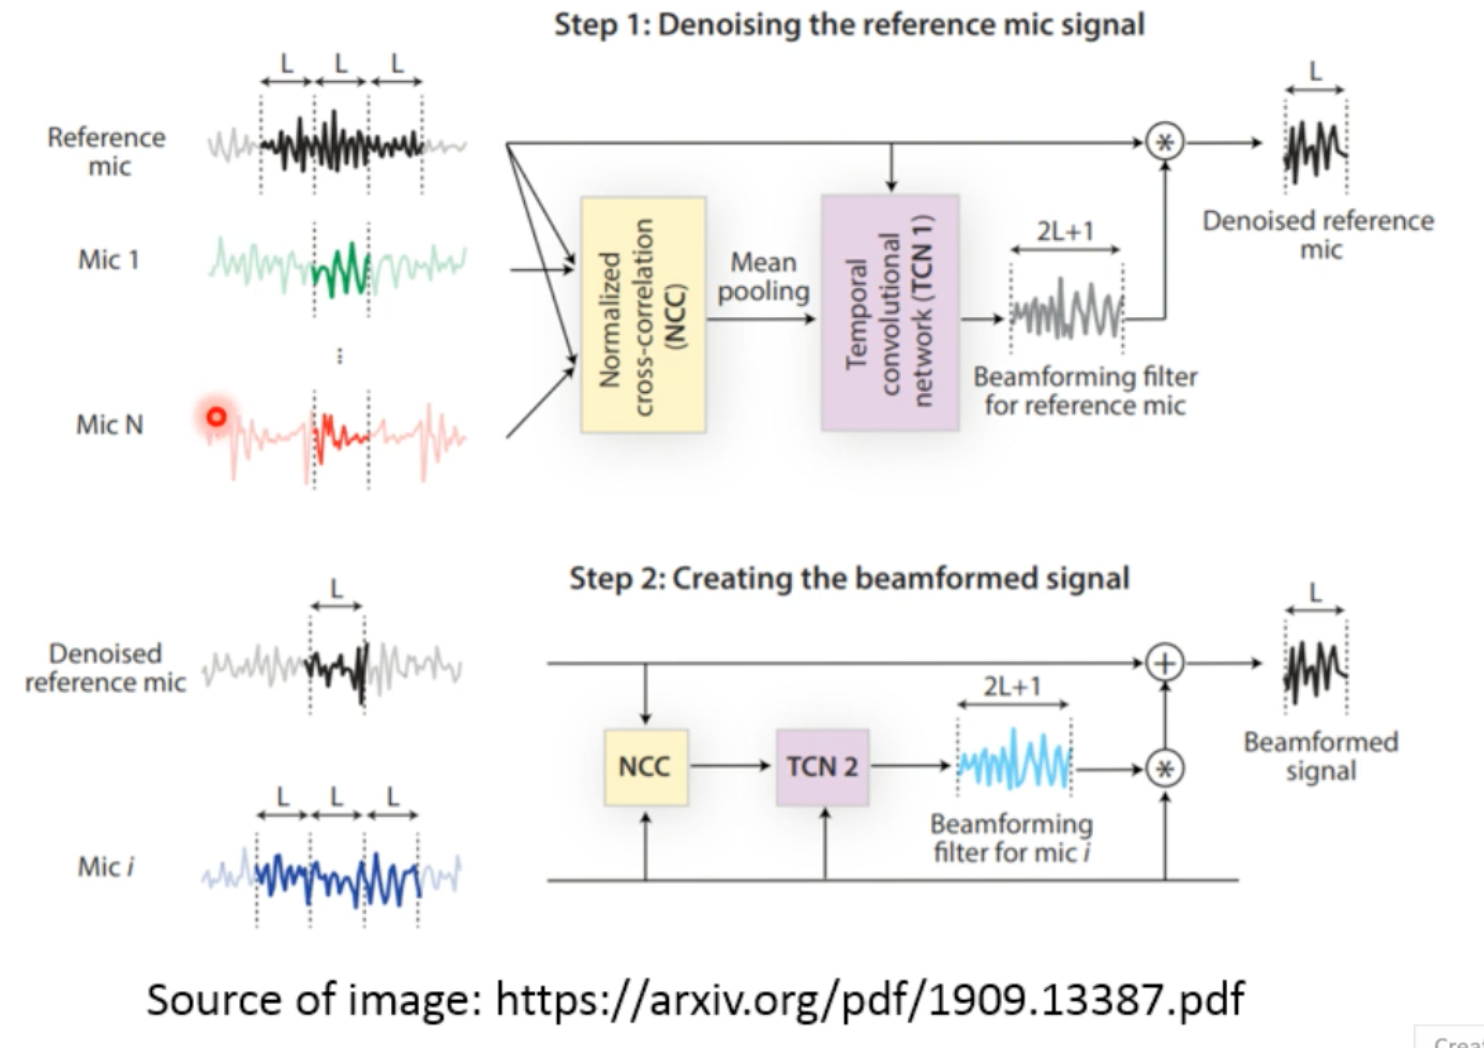 Step 1: Denoising the reference mic signal
L L L
L
Reference
mic
Denoised reference
mic
Normalized
cross-correlation
(NCC)
Mean
pooling
Temporal
convolutional
network (TCN 1)
2L+1
Beamforming filter
for reference mic
Mic 1
...
Mic N
Step 2: Creating the beamformed signal
L
L
Denoised
reference mic
2L+1
NCC
TCN 2
Beamforming
filter for mic i
Beamformed
signal
L L L
Mic i
Source of image: https://arxiv.org/pdf/1909.13387.pdf